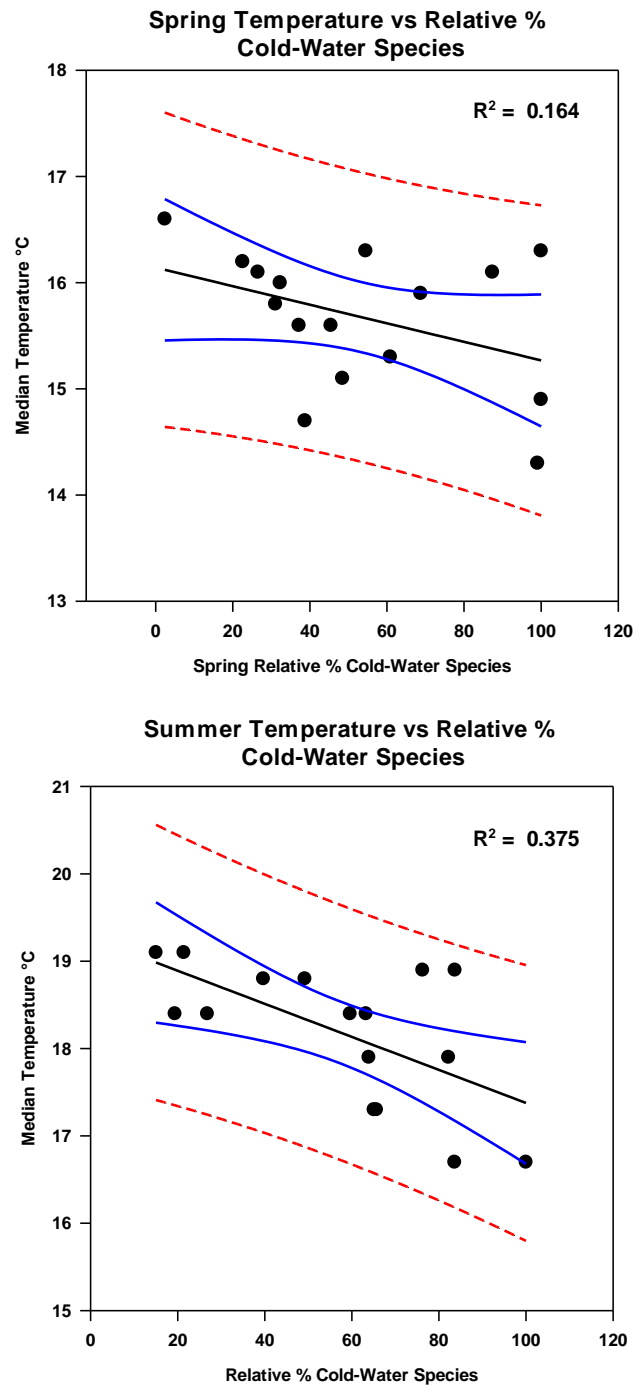 Spring Temperature vs Relative %
Cold-Water Species
18
R² = 0.164
17
16
15
14
13
Median Temperature °C
0 20 40 60 80 100 120
Spring Relative % Cold-Water Species
Summer Temperature vs Relative %
Cold-Water Species
21
R² = 0.375
20
19
18
17
16
15
Median Temperature °C
0 20 40 60 80 100 120
Relative % Cold-Water Species